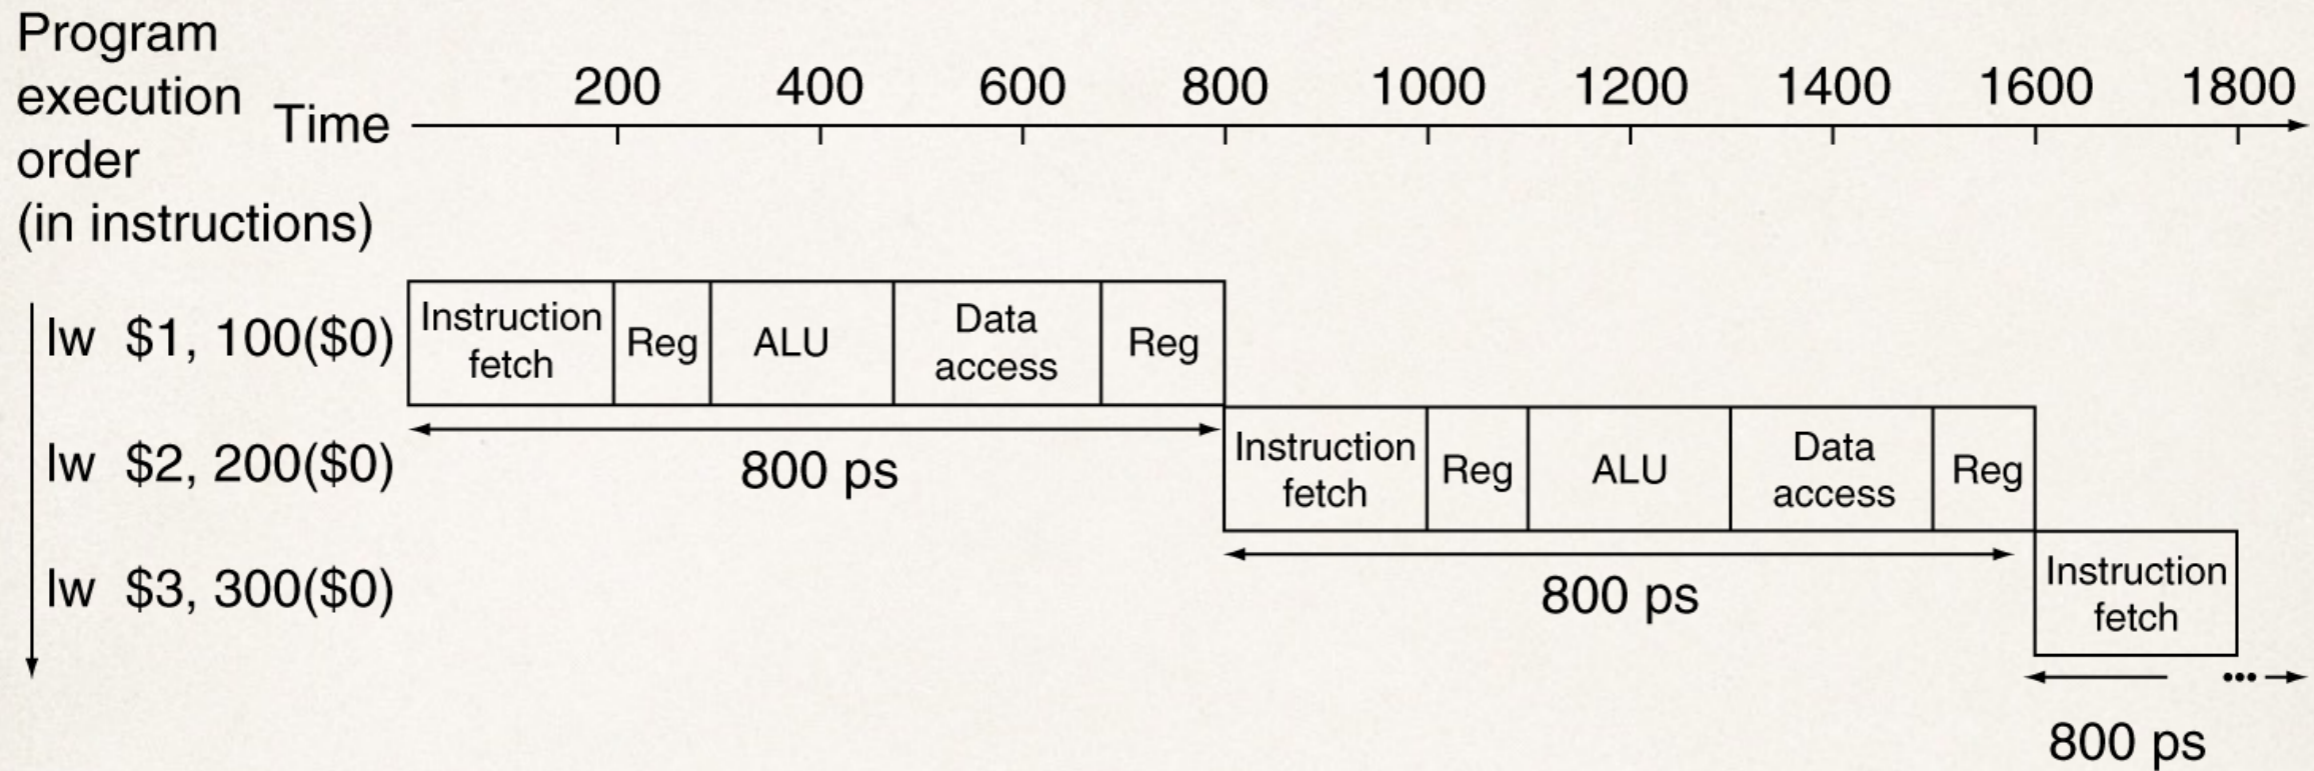 Program
execution
order
(in instructions)
Time
200 400 600 800 1000 1200 1400 1600 1800
lw $1, 100($0)
Instruction
fetch
Reg
ALU
Data
access
Reg
800 ps
lw $2, 200($0)
Instruction
fetch
Reg
ALU
Data
access
Reg
800 ps
lw $3, 300($0)
Instruction
fetch
•••
800 ps